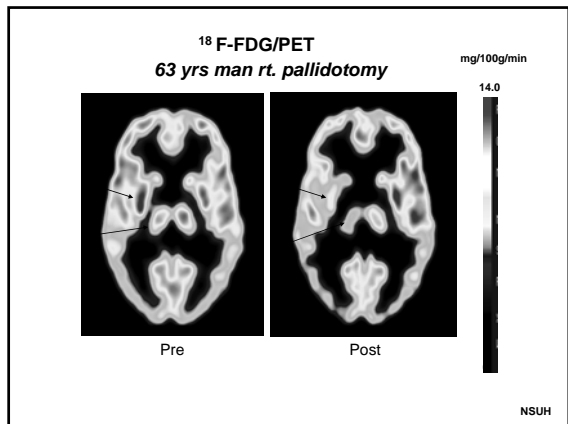 18 F-FDG/PET
63 yrs man rt. pallidotomy
mg/100g/min
14.0
Pre
Post
NSUH